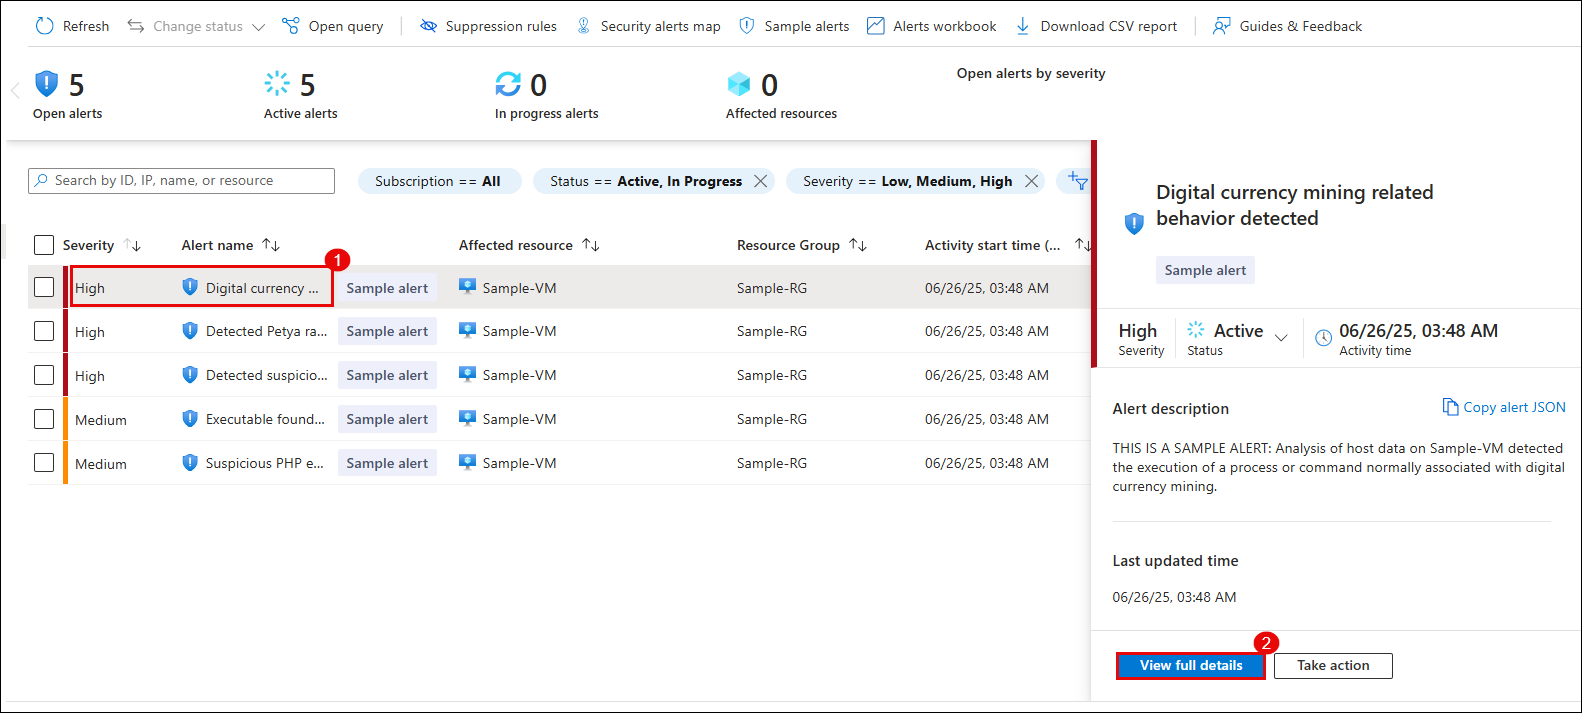 Refresh Change status Open query Suppression rules Security alerts map Sample alerts Alerts workbook Download CSV report Guides & Feedback
5 5 0 0
Open alerts Active alerts In progress alerts Affected resources
Open alerts by severity
Search by ID, IP, name, or resource Subscription == All Status == Active, In Progress Severity == Low, Medium, High
Severity Alert name Affected resource Resource Group Activity start time (...
1
High Digital currency ... Sample alert Sample-VM Sample-RG 06/26/25, 03:48 AM
High Detected Petya ra... Sample alert Sample-VM Sample-RG 06/26/25, 03:48 AM
High Detected suspicio... Sample alert Sample-VM Sample-RG 06/26/25, 03:48 AM
Medium Executable found... Sample alert Sample-VM Sample-RG 06/26/25, 03:48 AM
Medium Suspicious PHP e... Sample alert Sample-VM Sample-RG 06/26/25, 03:48 AM
Digital currency mining related
behavior detected
Sample alert
High Active 06/26/25, 03:48 AM
Severity Status Activity time
Alert description Copy alert JSON
THIS IS A SAMPLE ALERT: Analysis of host data on Sample-VM detected
the execution of a process or command normally associated with digital
currency mining.
Last updated time
06/26/25, 03:48 AM
2
View full details Take action